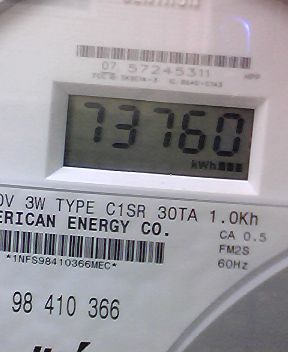 07 57245311
73760
kWh
0V 3W TYPE C1SR 30TA 1.0Kh
ERICAN ENERGY CO.
CA 0.5
FM2S
60Hz
*1NFS98410366MEC*
98 410 366